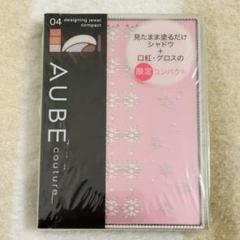 04
designing jewel
compact
AUBE
couture
見たまま塗るだけ
シャドウ
+
口紅・グロスの
限定コンパクト